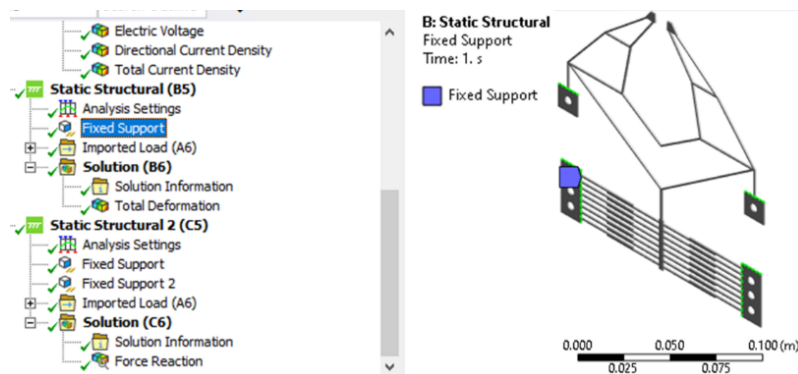 Electric Voltage
Directional Current Density
Total Current Density
Static Structural (B5)
Analysis Settings
Fixed Support
Imported Load (A6)
Solution (B6)
Solution Information
Total Deformation
Static Structural 2 (C5)
Analysis Settings
Fixed Support
Fixed Support 2
Imported Load (A6)
Solution (C6)
Solution Information
Force Reaction
B: Static Structural
Fixed Support
Time: 1. s
Fixed Support
0.000 0.050 0.100 (m)
0.025 0.075